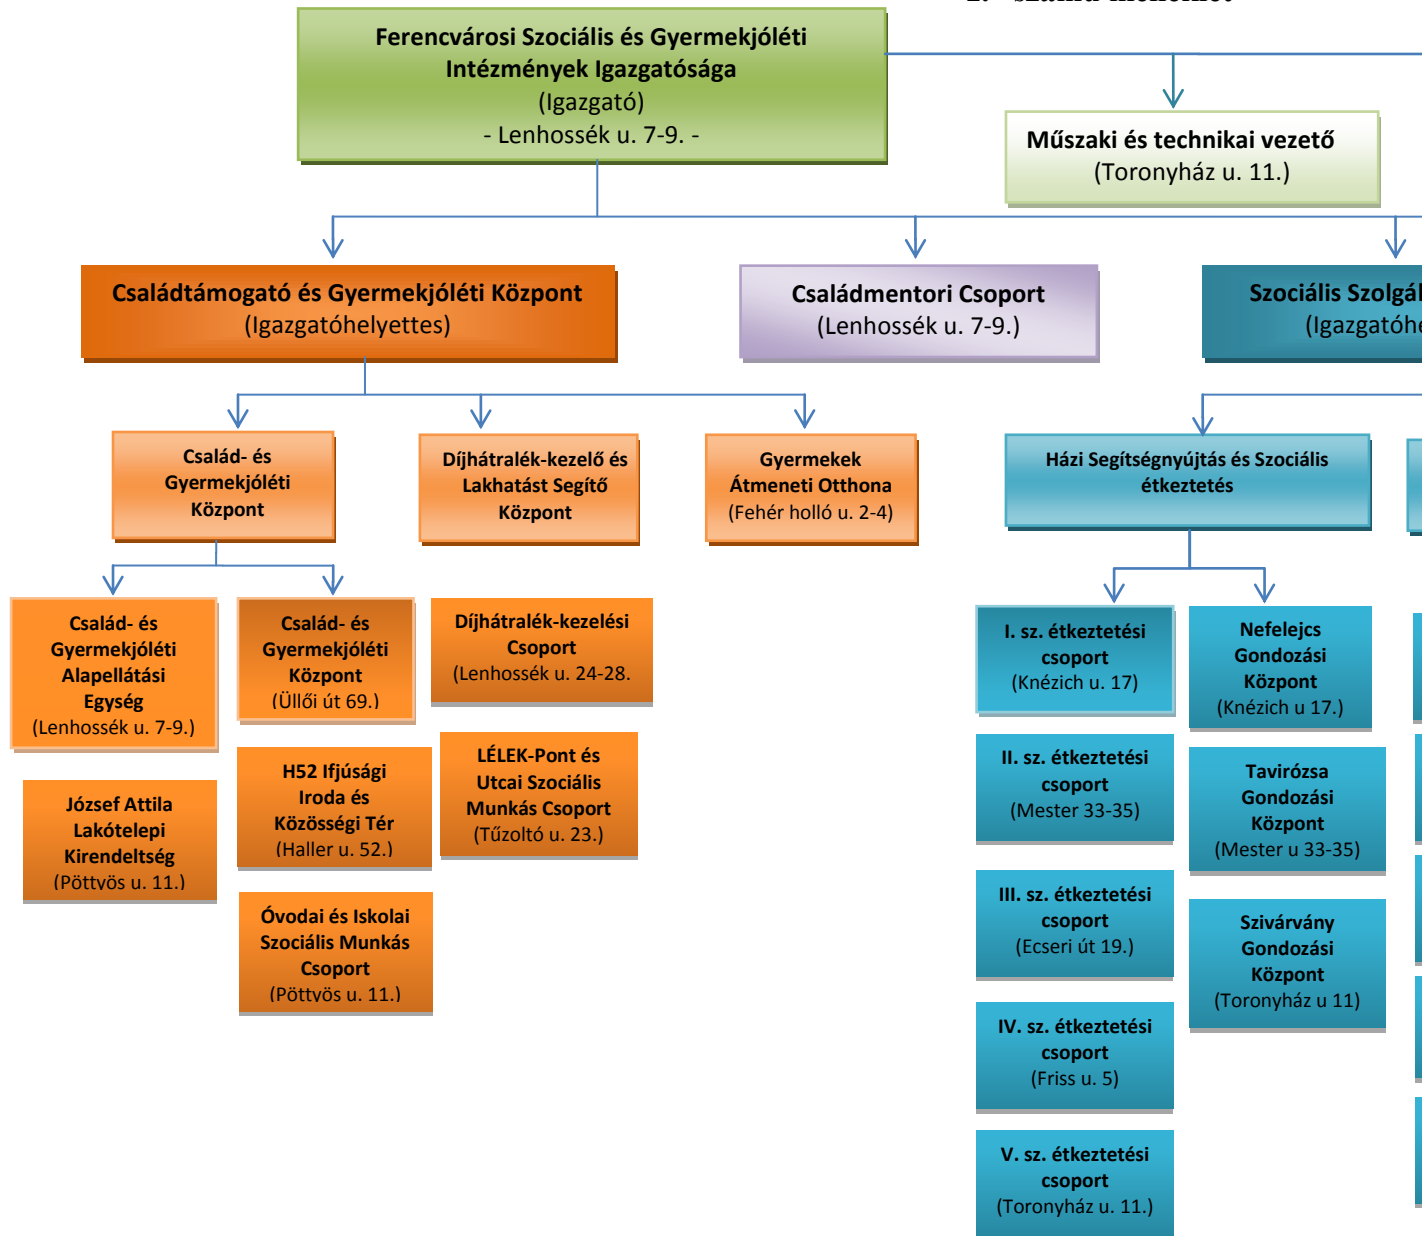 Ferencvárosi Szociális és Gyermekjóléti
Intézmények Igazgatósága
(Igazgató)
- Lenhossék u. 7-9. -
Műszaki és technikai vezető
(Toronyház u. 11.)
Családtámogató és Gyermekjóléti Központ
(Igazgatóhelyettes)
Családmentori Csoport
(Lenhossék u. 7-9.)
Szociális
Család- és
Gyermekjóléti
Központ
Díjhátralék-kezelő és
Lakhatást Segítő
Központ
Gyermekek
Átmeneti Otthona
(Fehér holló u. 2-4)
Házi Segítségnyújtás és Szociális
étkeztetés
Család- és
Gyermekjóléti
Alapellátási
Egység
(Lenhossék u. 7-9.)
József Attila
Lakótelepi
Kirendeltség
(Pöttyös u. 11.)
Család- és
Gyermekjóléti
Központ
(Üllői út 69.)
H52 Ifjúsági
Iroda és
Közösségi Tér
(Haller u. 52.)
Óvodai és Iskolai
Szociális Munkás
Csoport
(Pöttyös u. 11.)
Díjhátralék-kezelési
Csoport
(Lenhossék u. 24-28.
LÉLEK-Pont és
Utcai Szociális
Munkás Csoport
(Tűzoltó u. 23.)
I. sz. étkeztetési
csoport
(Knézich u. 17)
II. sz. étkeztetési
csoport
(Mester 33-35)
III. sz. étkeztetési
csoport
(Ecseri út 19.)
IV. sz. étkeztetési
csoport
(Friss u. 5)
V. sz. étkeztetési
csoport
(Toronyház u. 11.)
Nefelejcs
Gondozási
Központ
(Knézich u 17.)
Tavirózsa
Gondozási
Központ
(Mester u 33-35)
Szivárvány
Gondozási
Központ
(Toronyház u 11)